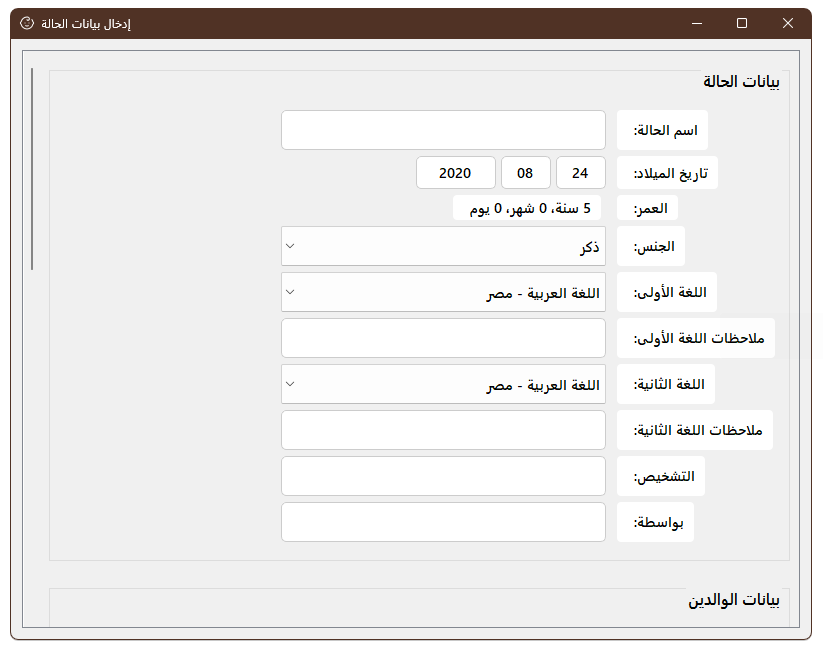 إدخال بيانات الحالة
بيانات الحالة
اسم الحالة:
تاريخ الميلاد: 24 08 2020
العمر: 5 سنة، 0 شهر، 0 يوم
الجنس: ذكر
اللغة الأولى: اللغة العربية - مصر
ملاحظات اللغة الأولى:
اللغة الثانية: اللغة العربية - مصر
ملاحظات اللغة الثانية:
التشخيص:
بواسطة:
بيانات الوالدين